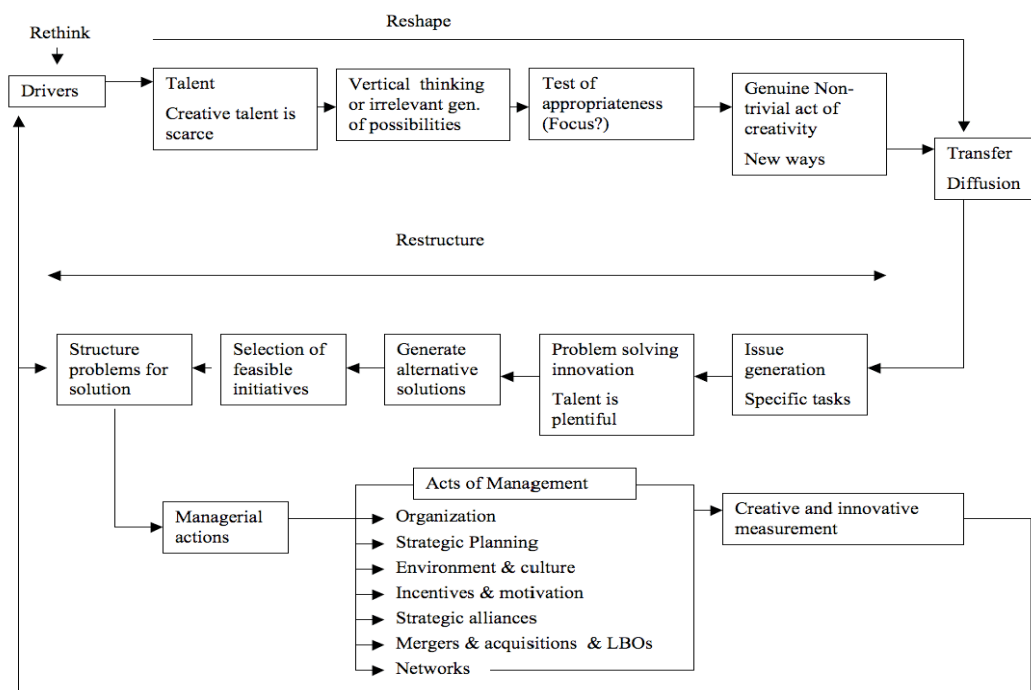 Reshape
Rethink
Drivers
Talent
Creative talent is
scarce
Vertical thinking
or irrelevant gen.
of possibilities
Test of
appropriateness
(Focus?)
Genuine Non-
trivial act of
creativity
New ways
Transfer
Diffusion
Restructure
Structure
problems for
solution
Selection of
feasible
initiatives
Generate
alternative
solutions
Problem solving
innovation
Talent is
plentiful
Issue
generation
Specific tasks
Managerial
actions
Acts of Management
Organization
Strategic Planning
Environment & culture
Incentives & motivation
Strategic alliances
Mergers & acquisitions & LBOs
Networks
Creative and innovative
measurement